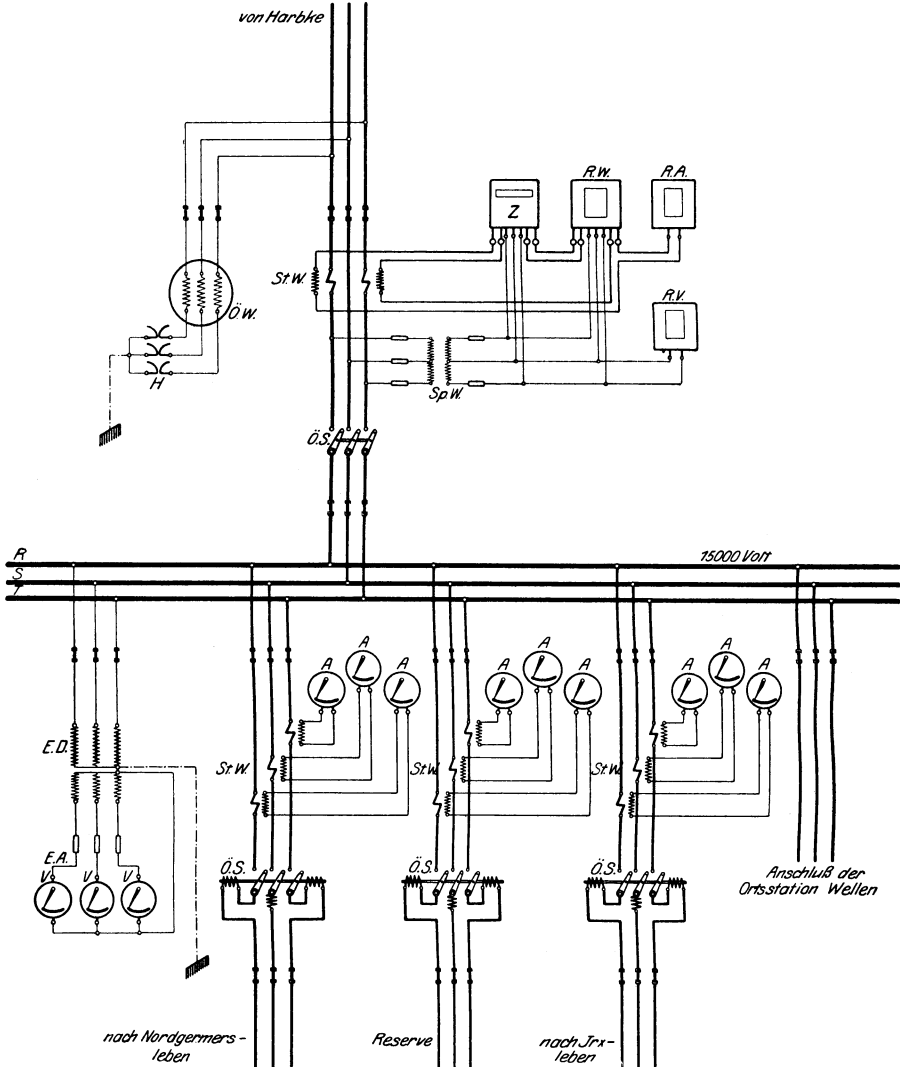 von Harbke
Z
R.W.
R.A.
St.W.
Ö.W.
R.V.
Sp.W.
H
Ö.S.
R
S
T
15000 Volt
A
A
A
A
A
A
A
A
A
E.D.
St.W.
St.W.
St.W.
E.A.
V
V
V
Ö.S.
Ö.S.
Ö.S.
Anschluß der
Ortsstation Wellen
nach Nordgermers-
leben
Reserve
nach Jrx-
leben